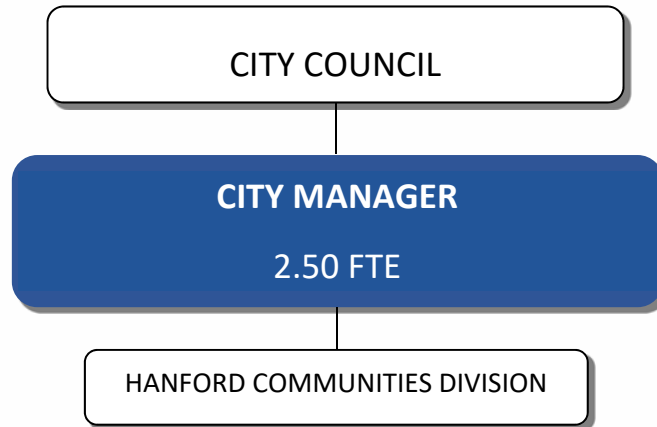 CITY COUNCIL
CITY MANAGER
2.50 FTE
HANFORD COMMUNITIES DIVISION